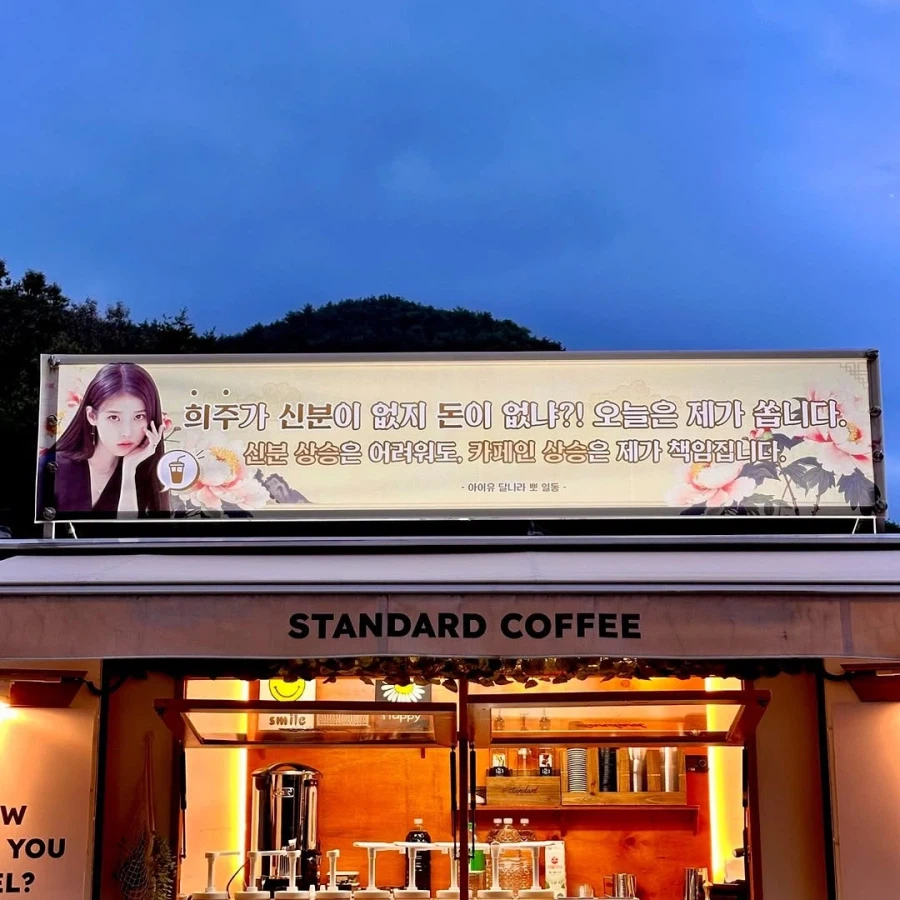 희주가 신분이 없지 돈이 없냐?! 오늘은 제가 쏩니다.
신분 상승은 어려워도, 카페인 상승은 제가 책임집니다.
- 아이유 달나라 뽀 일동 -
STANDARD COFFEE
smile
Happy
W
YOU
EL?